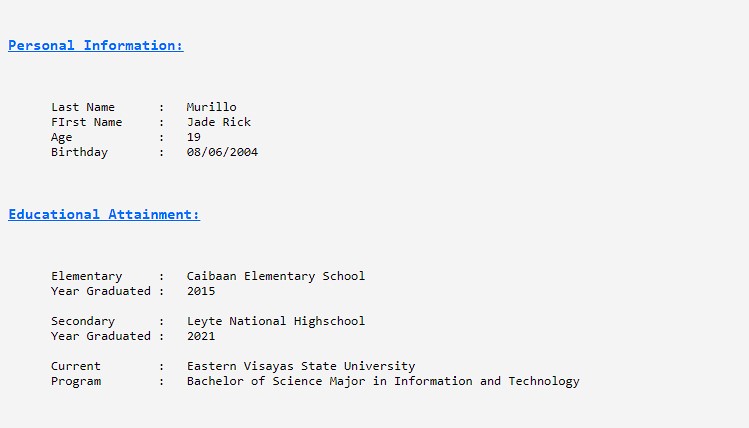 Personal Information:
Last Name : Murillo
FIrst Name : Jade Rick
Age : 19
Birthday : 08/06/2004
Educational Attainment:
Elementary : Caibaan Elementary School
Year Graduated : 2015
Secondary : Leyte National Highschool
Year Graduated : 2021
Current : Eastern Visayas State University
Program : Bachelor of Science Major in Information and Technology